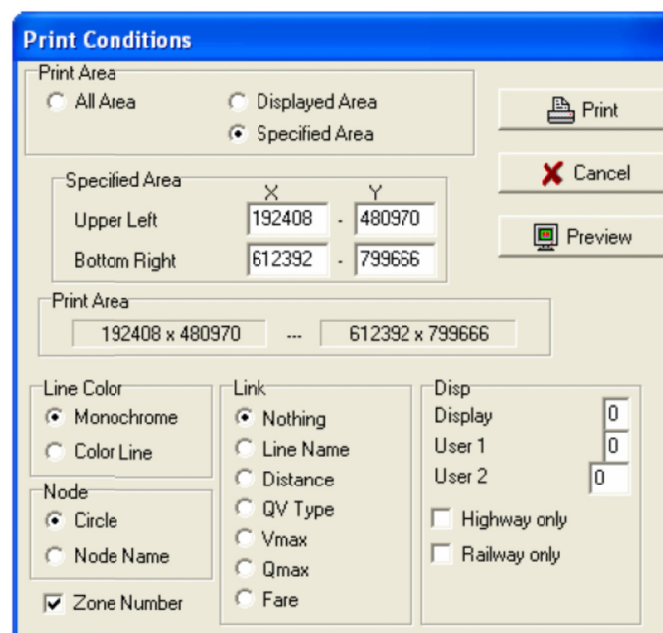 Print Conditions
Print Area
All Area
Displayed Area
Specified Area
Print
Cancel
Preview
Specified Area
X Y
Upper Left 192408 - 480970
Bottom Right 612392 - 799666
Print Area
192408 x 480970 --- 612392 x 799666
Line Color
Monochrome
Color Line
Node
Circle
Node Name
Zone Number
Link
Nothing
Line Name
Distance
QV Type
Vmax
Qmax
Fare
Disp
Display 0
User 1 0
User 2 0
Highway only
Railway only